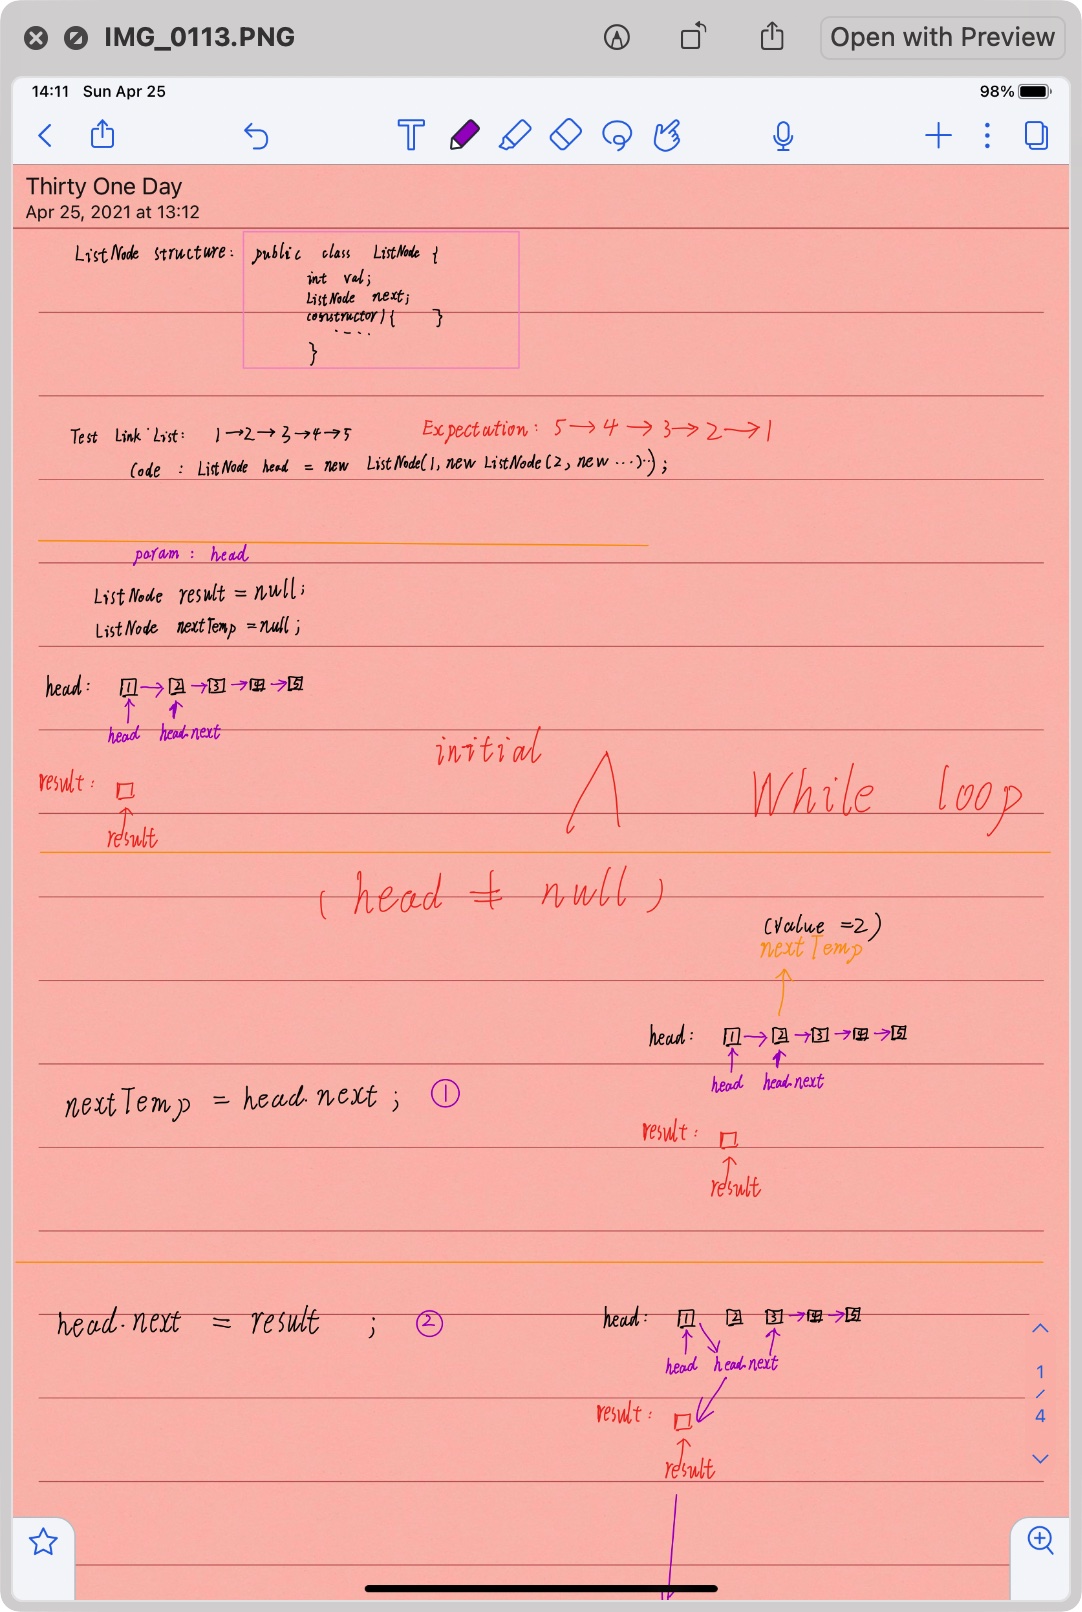 IMG_0113.PNG
Open with Preview
14:11 Sun Apr 25
98%
Thirty One Day
Apr 25, 2021 at 13:12
ListNode structure: public class ListNode {
int val;
ListNode next;
constructor){ }
.....
}
Test Link List: 1→2→3→4→5
Expectation: 5→4→3→2→1
Code : ListNode head = new ListNode(1, new ListNode(2, new ...)..);
param : head
ListNode result = null;
ListNode nextTemp = null;
head: 1→2→3→4→5
head head.next
initial
result:
result
While loop
( head ≠ null )
(value =2)
nextTemp
head: 1→2→3→4→5
head head.next
nextTemp = head.next ; ①
result:
result
head.next = result ; ②
head: 1 2 3→4→5
head head.next
result:
result
1
/
4